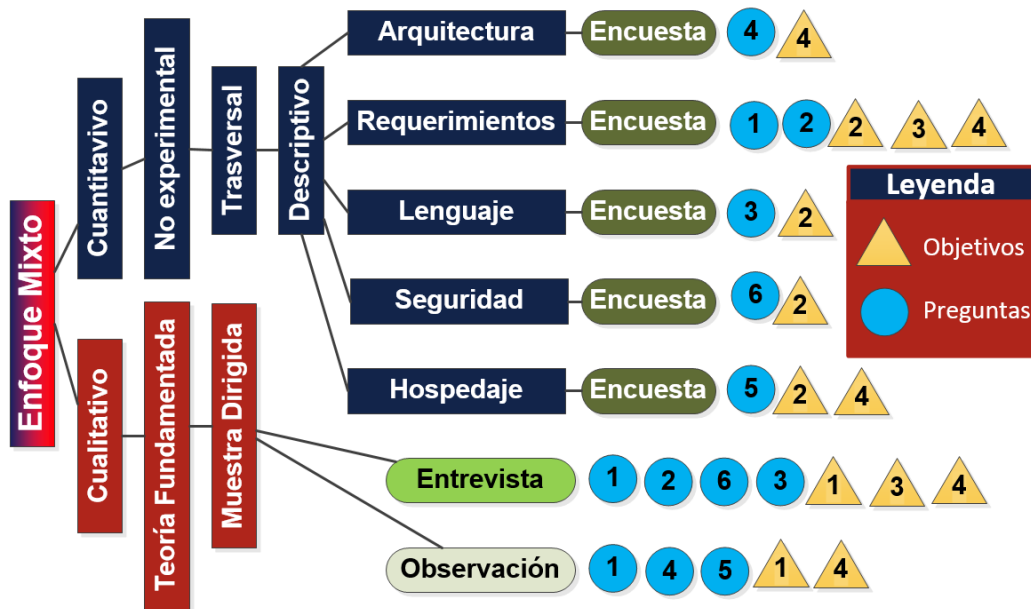 Enfoque Mixto
Cuantitavivo
No experimental
Trasversal
Descriptivo
Arquitectura
Encuesta
4
4
Requerimientos
Encuesta
1
2
2
3
4
Lenguaje
Encuesta
3
2
Seguridad
Encuesta
6
2
Hospedaje
Encuesta
5
2
4
Cualitativo
Teoría Fundamentada
Muestra Dirigida
Entrevista
1
2
6
3
1
3
4
Observación
1
4
5
1
4
Leyenda
Objetivos
Preguntas